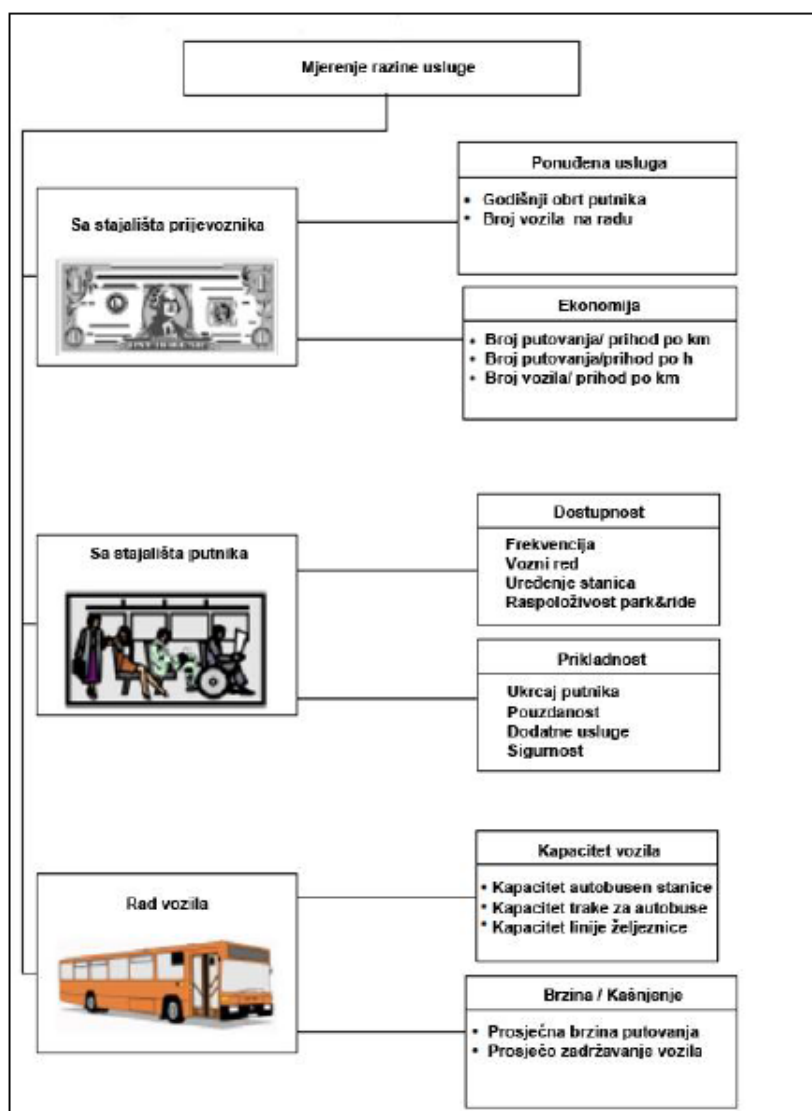 Mjerenje razine usluge
Ponuđena usluga
• Godišnji obrt putnika
• Broj vozila na radu
Sa stajališta prijevoznika
Ekonomija
• Broj putovanja/ prihod po km
• Broj putovanja/prihod po h
• Broj vozila/ prihod po km
Dostupnost
Frekvencija
Vozni red
Uređenje stanica
Raspoloživost park&ride
Sa stajališta putnika
Prikladnost
Ukrcaj putnika
Pouzdanost
Dodatne usluge
Sigurnost
Kapacitet vozila
• Kapacitet autobusen stanice
• Kapacitet trake za autobuse
• Kapacitet linije željeznice
Rad vozila
Brzina / Kašnjenje
• Prosječna brzina putovanja
• Prosječo zadržavanje vozila